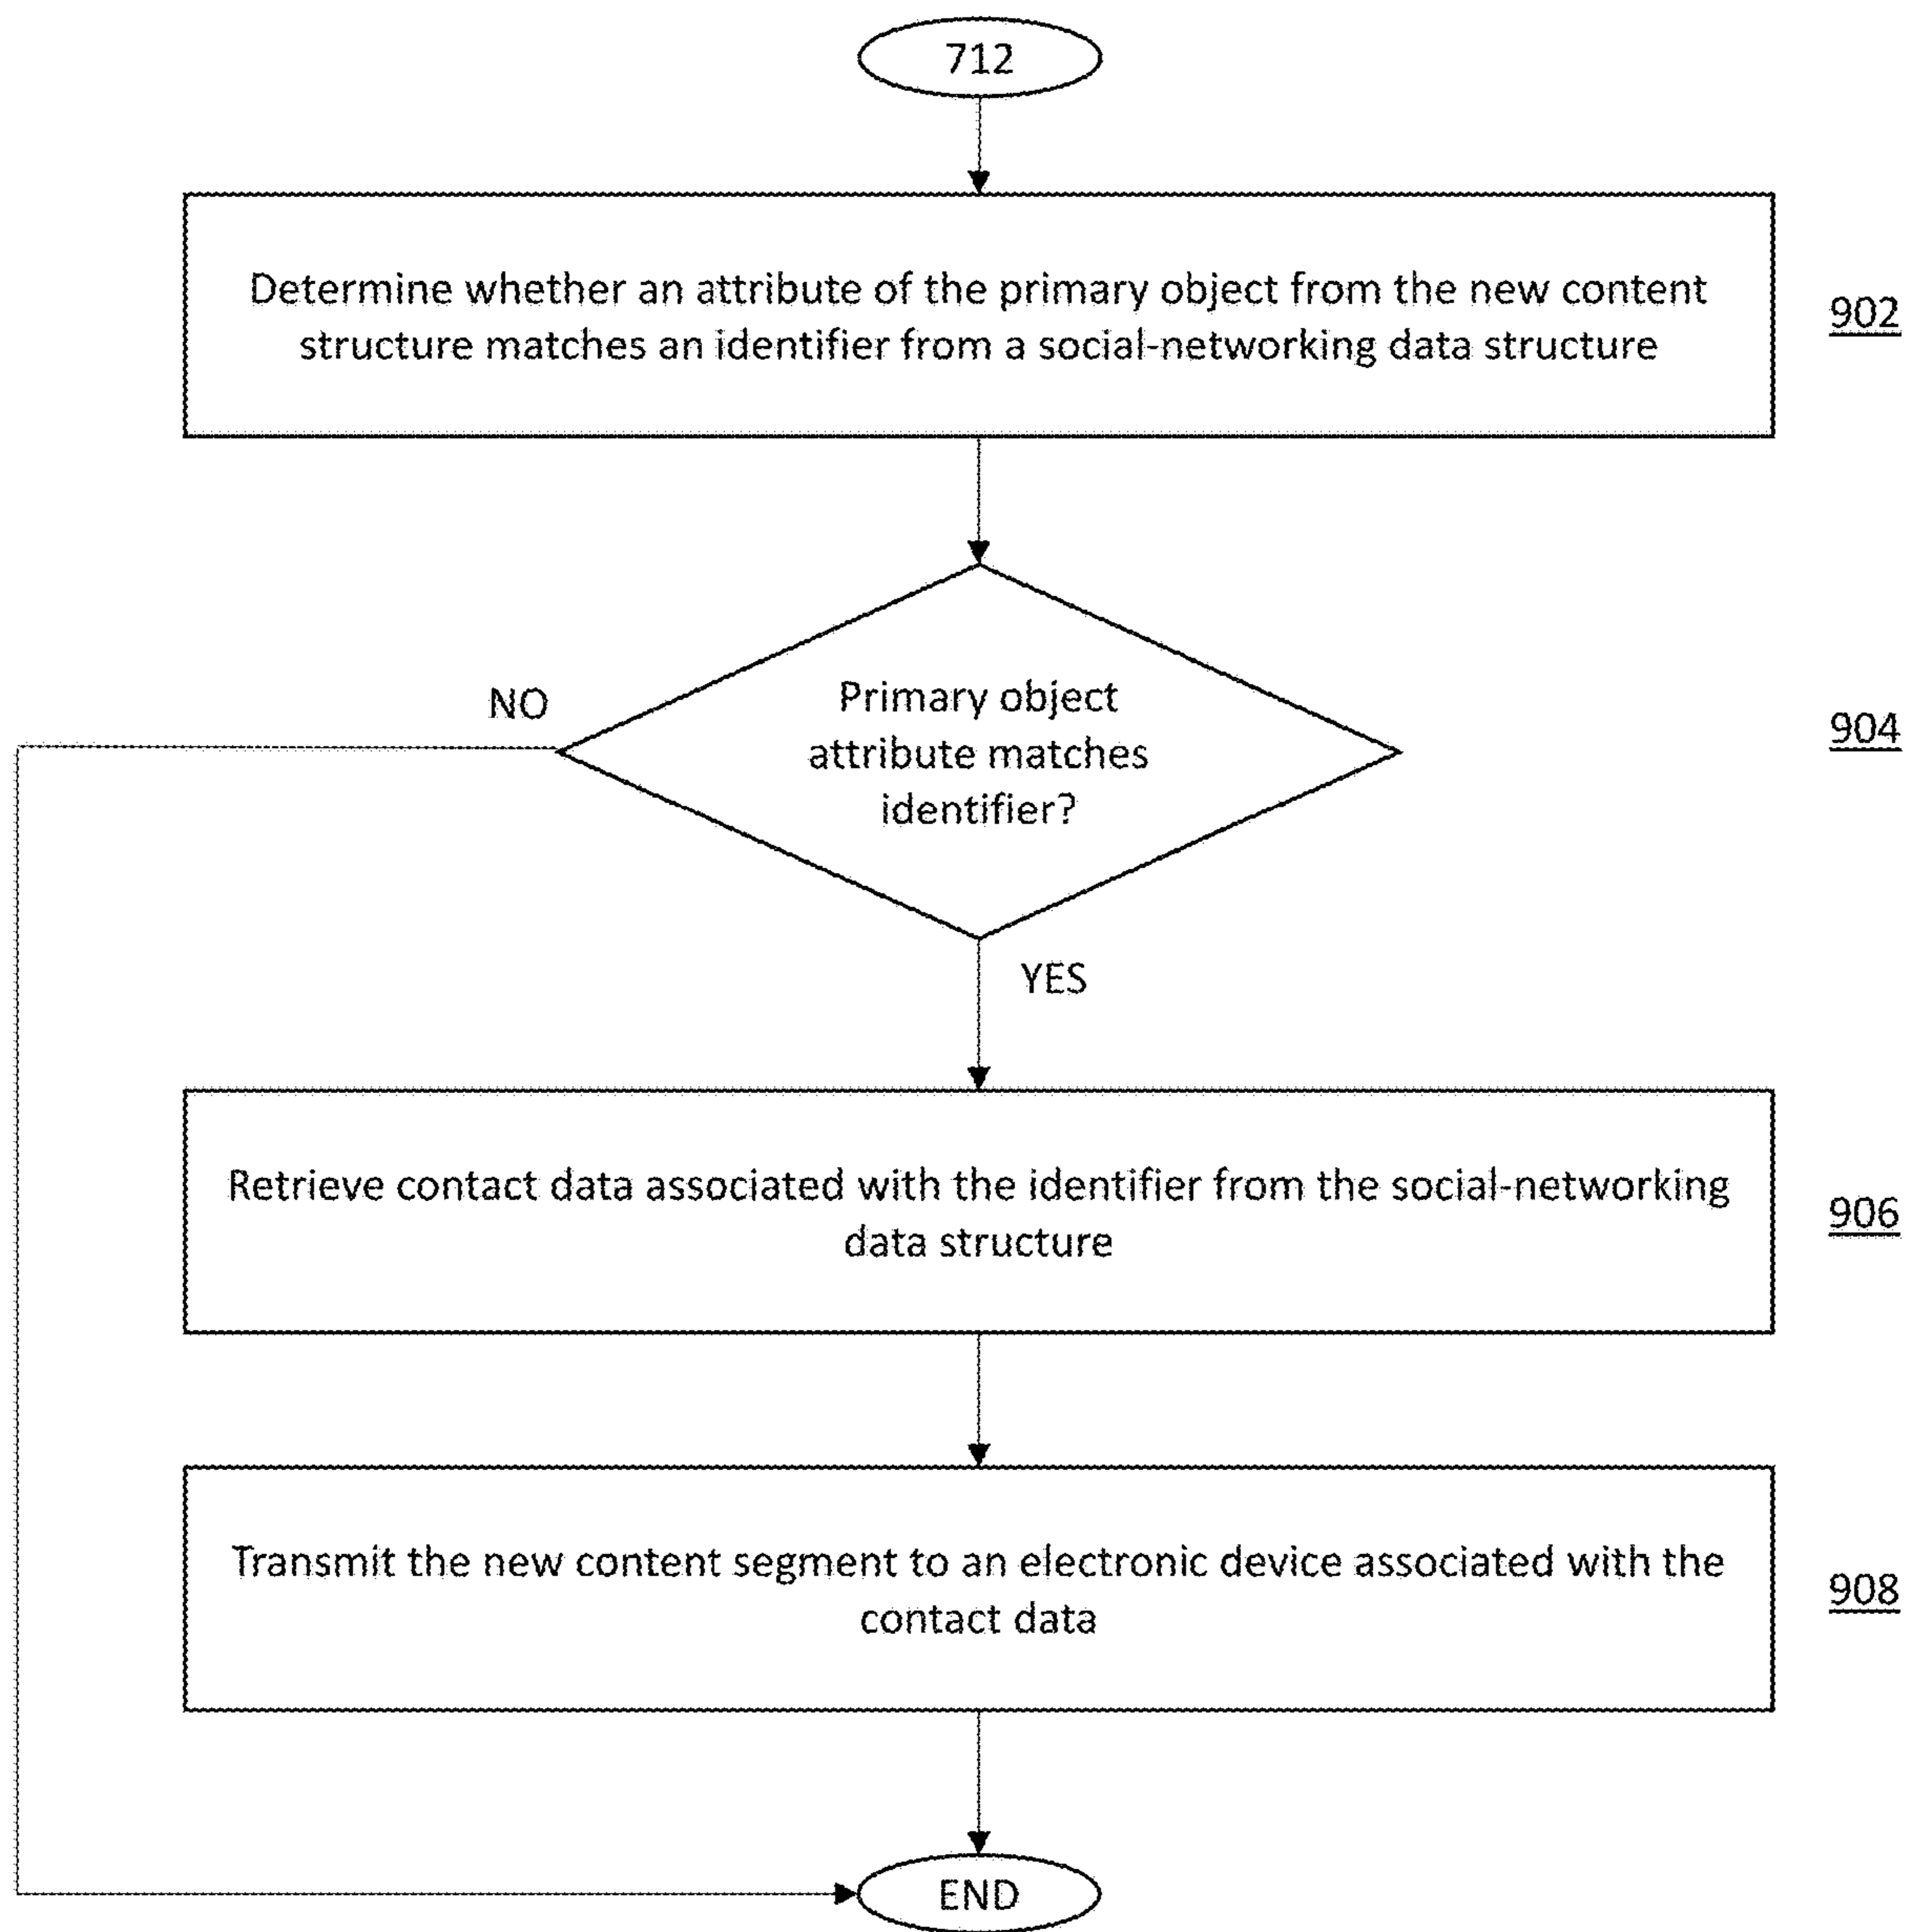 712
Determine whether an attribute of the primary object from the new content
structure matches an identifier from a social-networking data structure
902
NO
Primary object
attribute matches
identifier?
904
YES
Retrieve contact data associated with the identifier from the social-networking
data structure
906
Transmit the new content segment to an electronic device associated with the
contact data
908
END